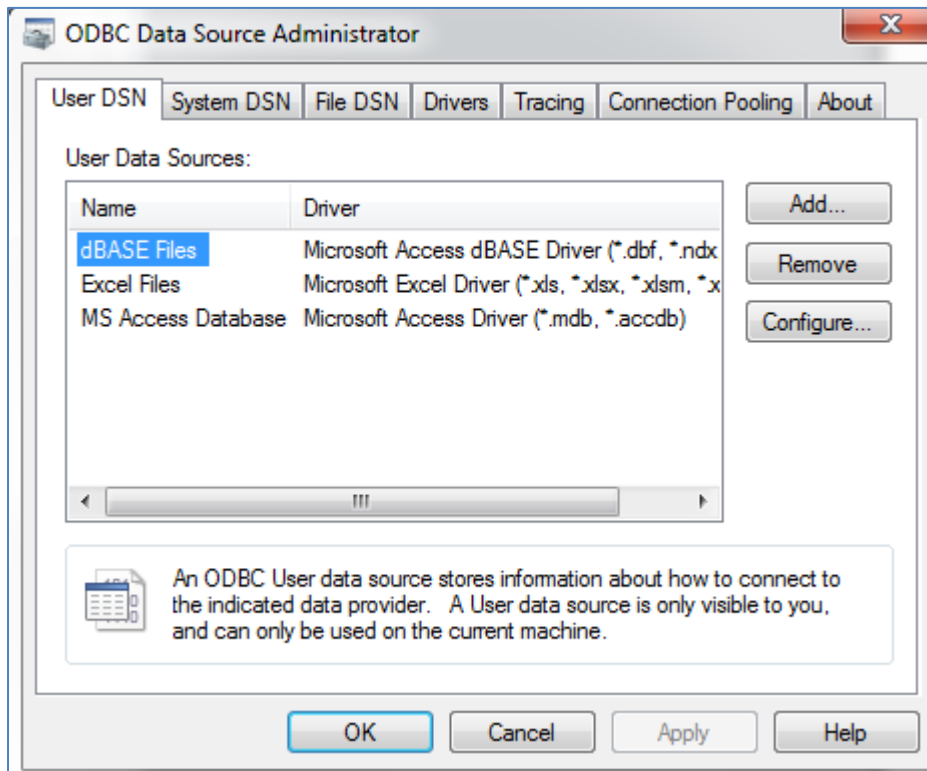 ODBC Data Source Administrator
User DSN System DSN File DSN Drivers Tracing Connection Pooling About
User Data Sources:
Name Driver
dBASE Files Microsoft Access dBASE Driver (*.dbf, *.ndx
Excel Files Microsoft Excel Driver (*.xls, *.xlsx, *.xlsm, *.x
MS Access Database Microsoft Access Driver (*.mdb, *.accdb)
Add...
Remove
Configure...
An ODBC User data source stores information about how to connect to
the indicated data provider. A User data source is only visible to you,
and can only be used on the current machine.
OK Cancel Apply Help